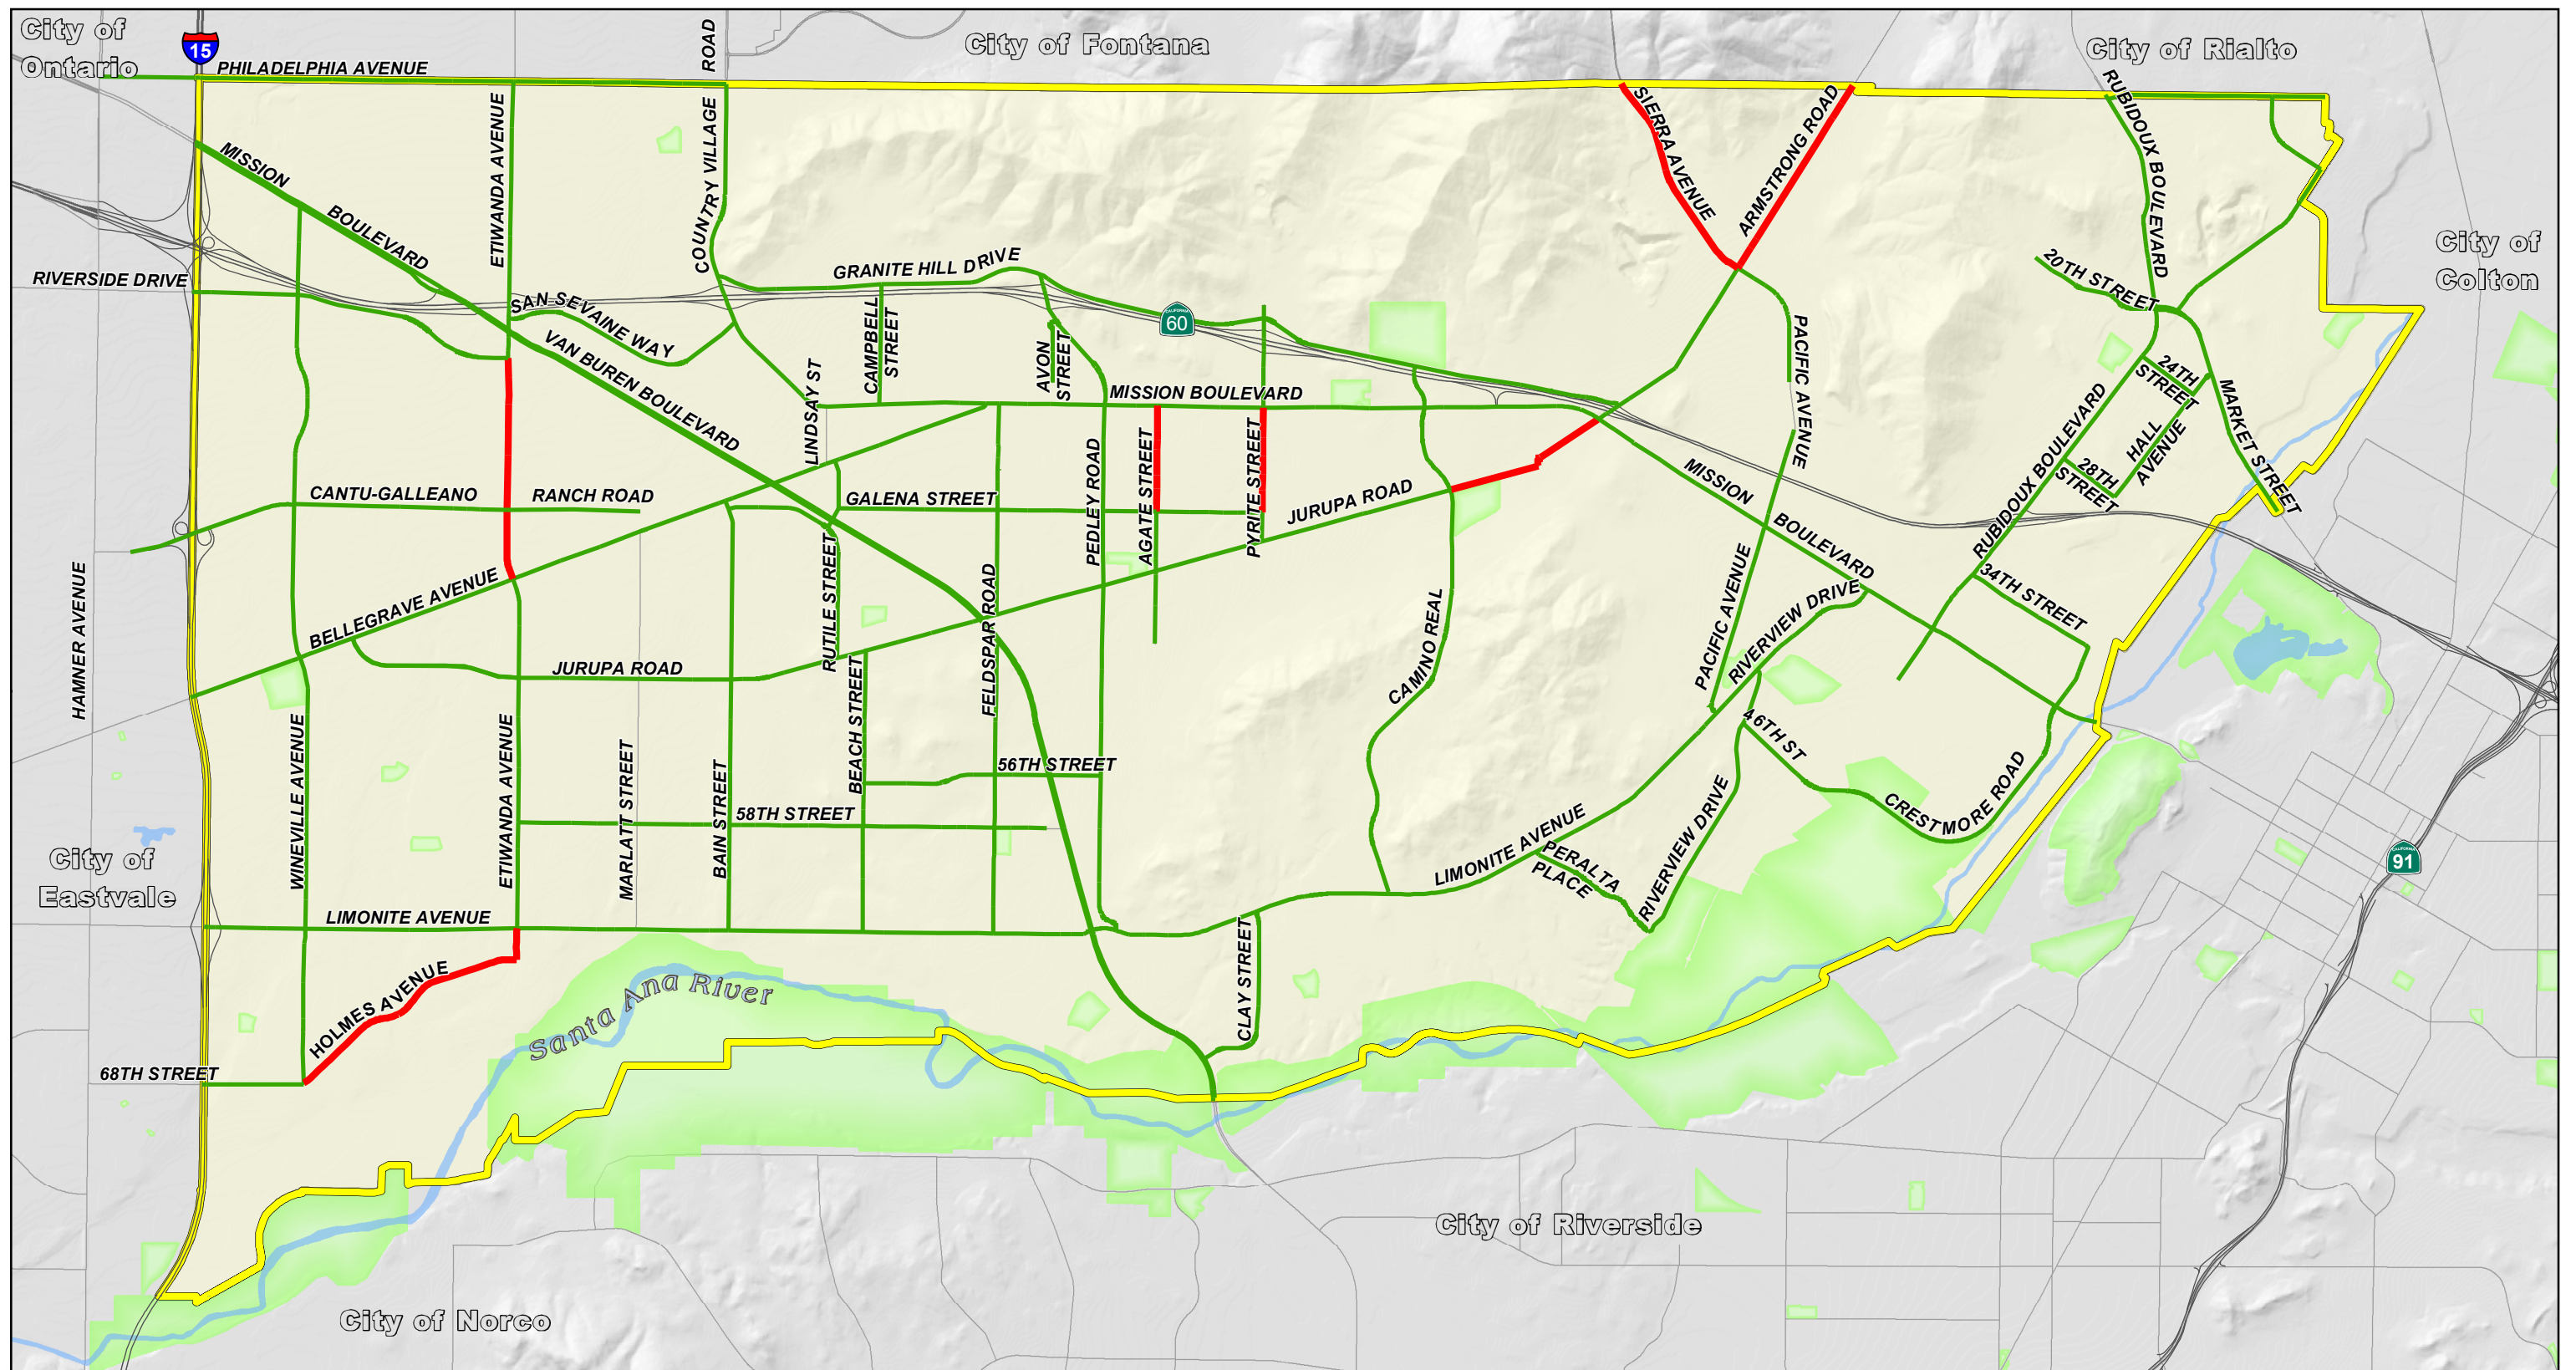 City of
Ontario
15
PHILADELPHIA AVENUE
ROAD
COUNTRY VILLAGE
City of Fontana
City of Rialto
SIERRA AVENUE
ARMSTRONG ROAD
RUBIDOUX BOULEVARD
ETIWANDA AVENUE
MISSION
BOULEVARD
RIVERSIDE DRIVE
City of
Colton
GRANITE HILL DRIVE
20TH STREET
SAN SEVAINE WAY
VAN BUREN BOULEVARD
CAMPBELL
STREET
AVON
STREET
CALIFORNIA
60
PACIFIC AVENUE
LINDSAY ST
MISSION BOULEVARD
24TH
STREET
MARKET STREET
HALL
AVENUE
28TH
STREET
RUBIDOUX BOULEVARD
CANTU-GALLEANO
RANCH ROAD
GALENA STREET
PEDLEY ROAD
AGATE STREET
PYRITE STREET
JURUPA ROAD
MISSION
BOULEVARD
HAMNER AVENUE
BELLEGRAVE AVENUE
RUTILE STREET
FELDSPAR ROAD
CAMINO REAL
PACIFIC AVENUE
RIVERVIEW DRIVE
34TH STREET
JURUPA ROAD
WINEVILLE AVENUE
ETIWANDA AVENUE
MARLATT STREET
BAIN STREET
BEACH STREET
56TH STREET
58TH STREET
46TH ST
CRESTMORE ROAD
RIVERVIEW DRIVE
LIMONITE AVENUE
PERALTA
PLACE
City of
Eastvale
CALIFORNIA
91
LIMONITE AVENUE
HOLMES AVENUE
Santa Ana River
CLAY STREET
68TH STREET
City of Riverside
City of Norco